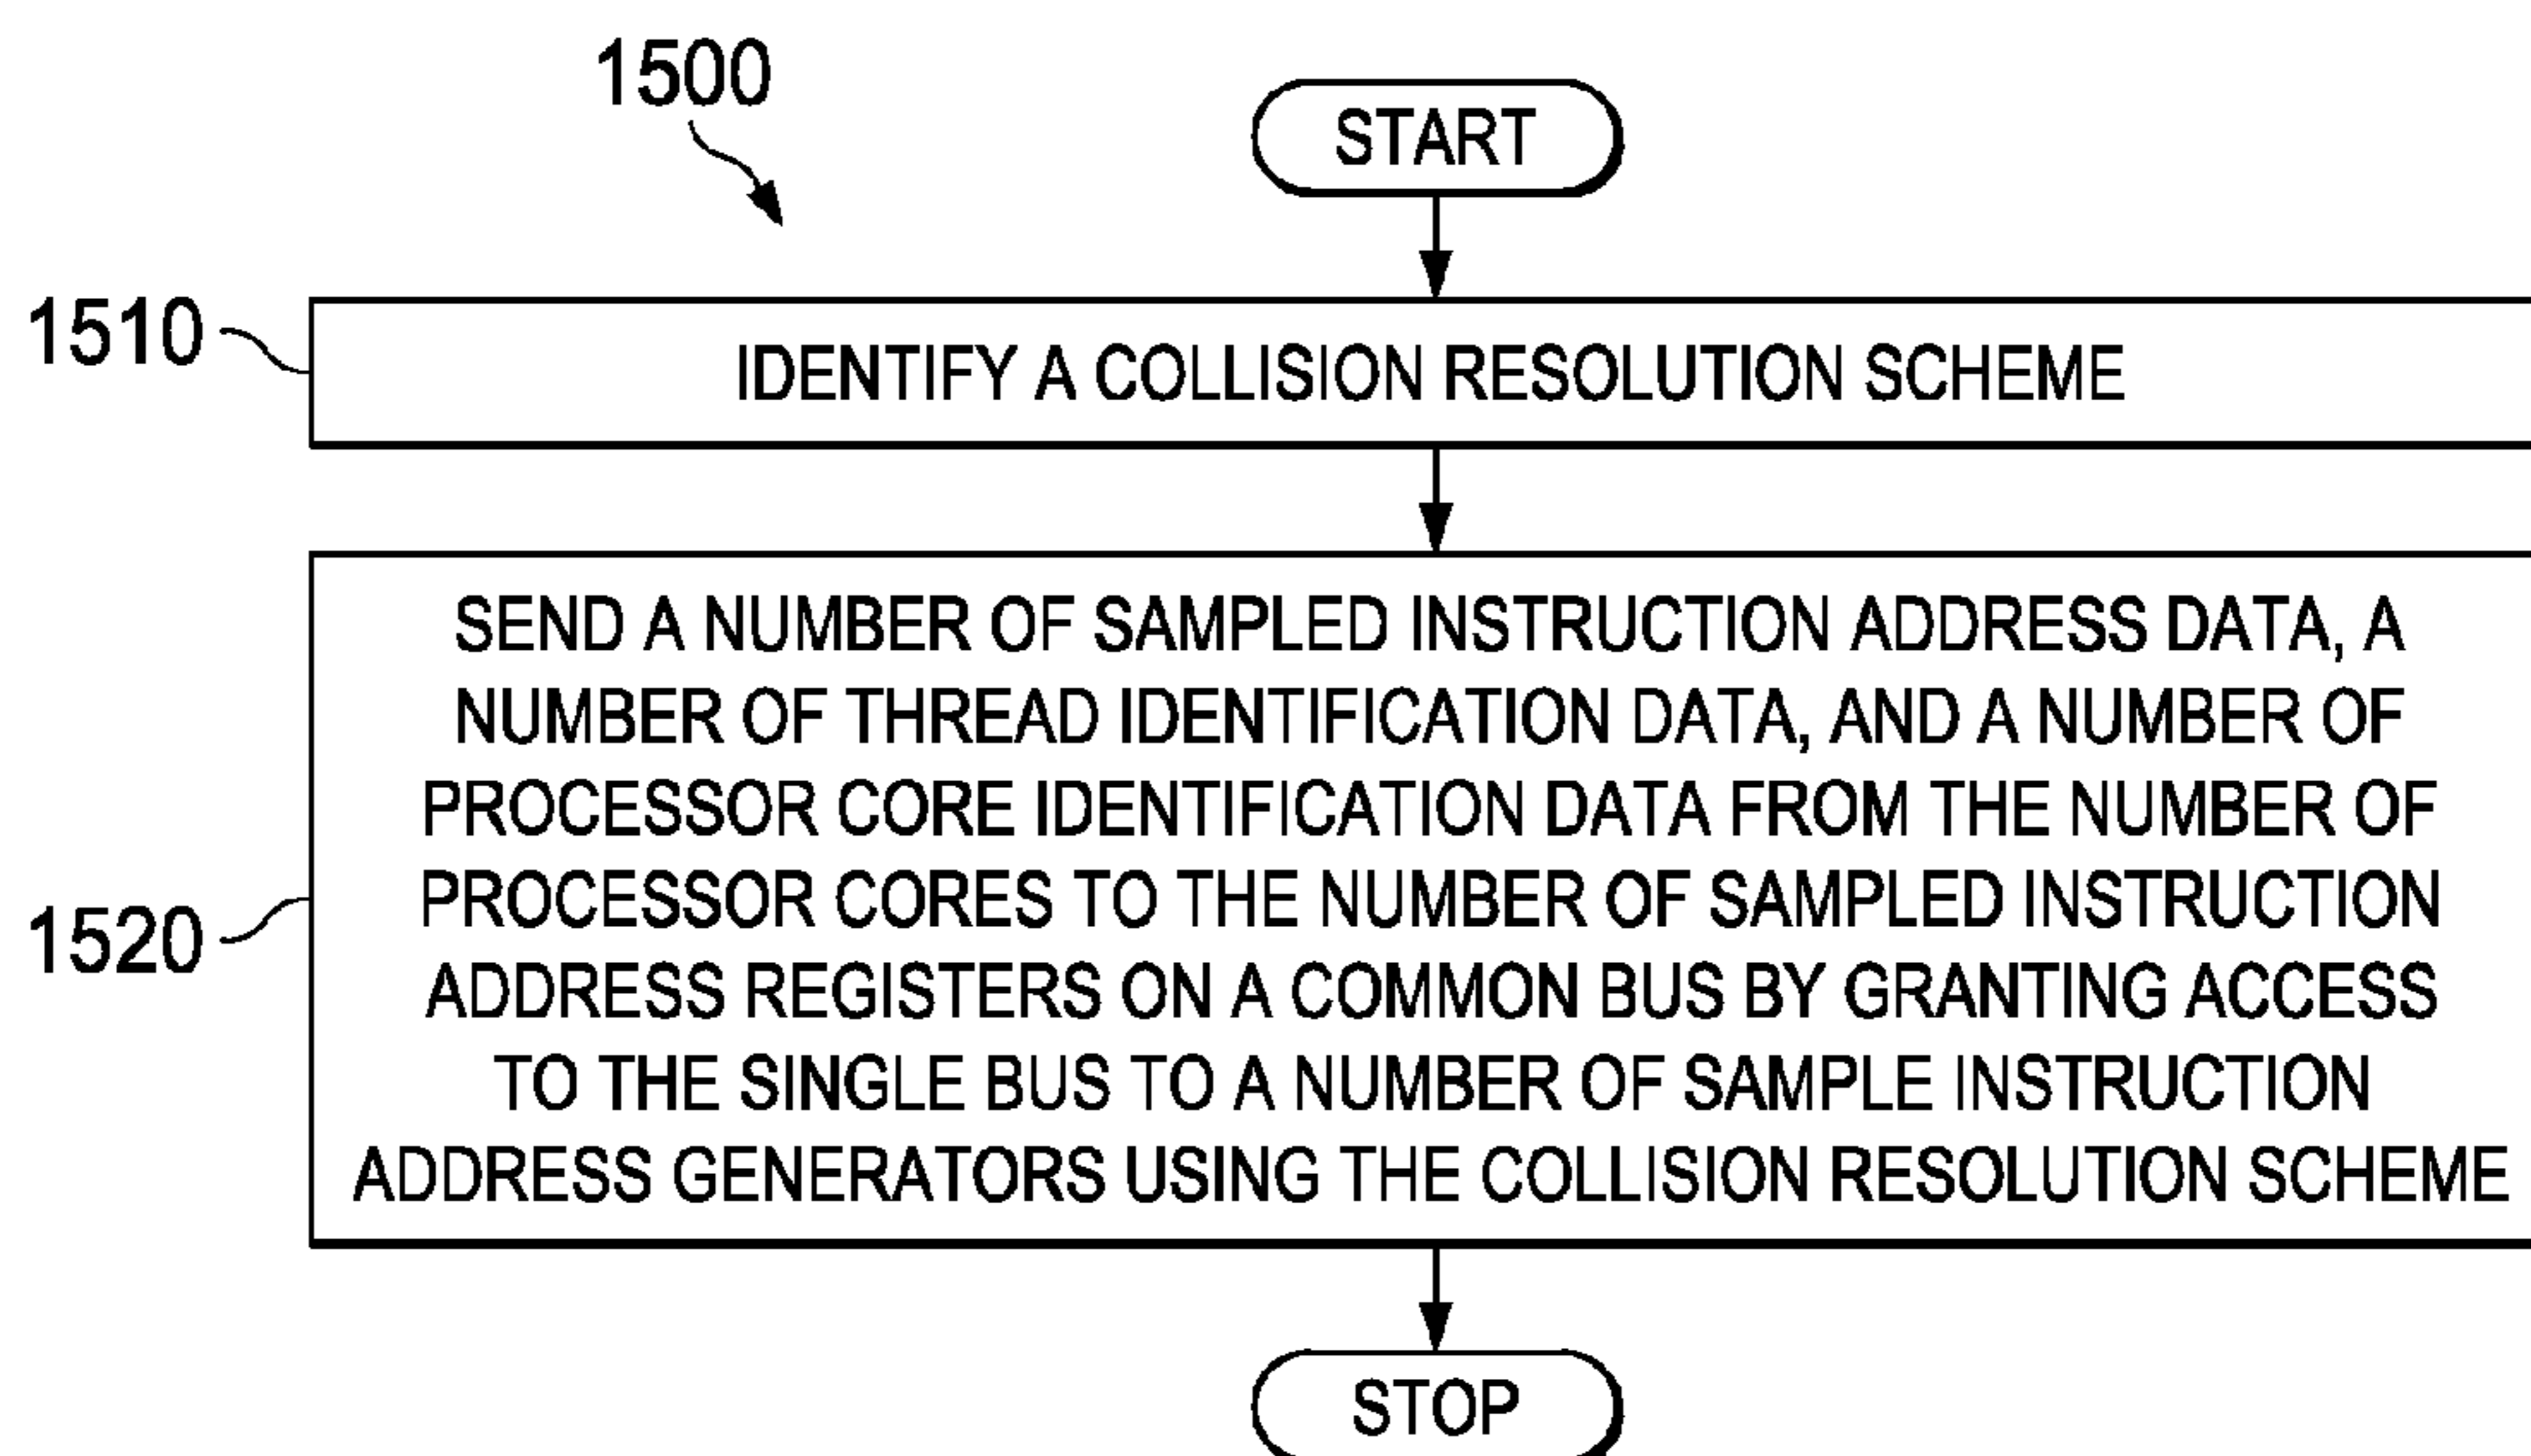 1500
START
1510
IDENTIFY A COLLISION RESOLUTION SCHEME
SEND A NUMBER OF SAMPLED INSTRUCTION ADDRESS DATA, A
NUMBER OF THREAD IDENTIFICATION DATA, AND A NUMBER OF
PROCESSOR CORE IDENTIFICATION DATA FROM THE NUMBER OF
PROCESSOR CORES TO THE NUMBER OF SAMPLED INSTRUCTION
1520
ADDRESS REGISTERS ON A COMMON BUS BY GRANTING ACCESS
TO THE SINGLE BUS TO A NUMBER OF SAMPLE INSTRUCTION
ADDRESS GENERATORS USING THE COLLISION RESOLUTION SCHEME
STOP